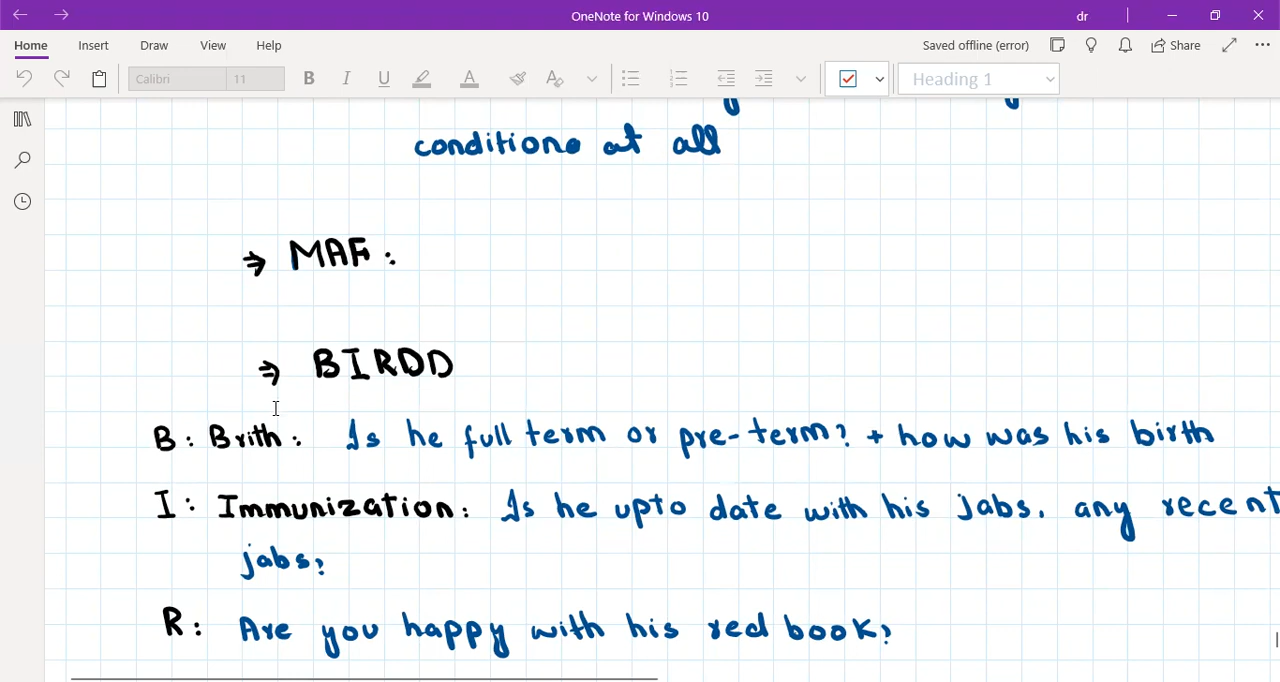 OneNote for Windows 10
dr
Home Insert Draw View Help
Saved offline (error)
Share
Calibri 11 B I U A Heading 1
conditions at all
⇒ MAF :
⇒ BIRDD
B : Brith : Is he full term or pre-term? + how was his birth
I : Immunization : Is he upto date with his jabs, any recent
jabs?
R : Are you happy with his red book?